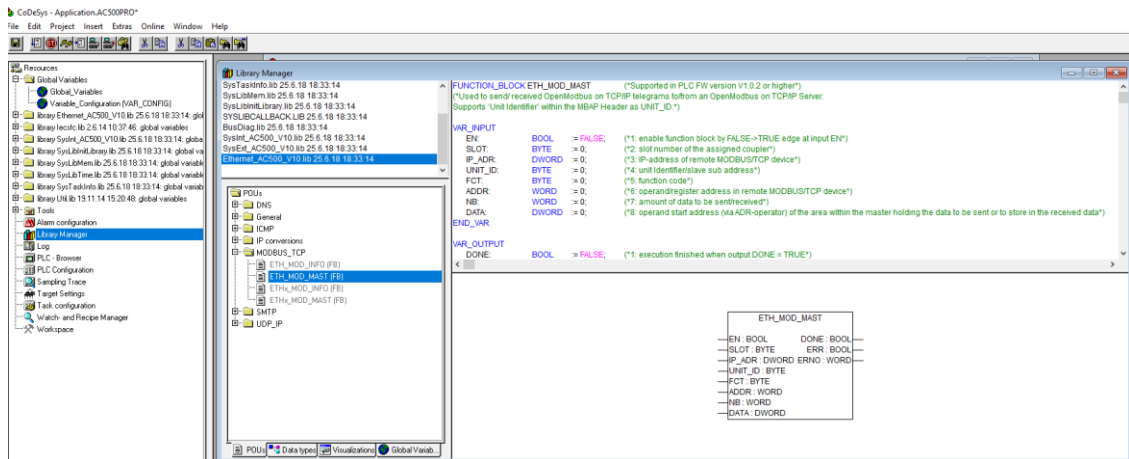 CoDeSys - Application.AC500PRO*
File Edit Project Insert Extras Online Window Help
Resources
Global Variables
Global_Variables
Variable_Configuration (VAR_CONFIG)
library Ethernet_AC500_V10.lib 25.6.18 18:33:14: glol
library Iecsfc.lib 2.6.14 10:37:46: global variables
library SysInt_AC500_V10.lib 25.6.18 18:33:14: globa
library SysLibInitLibrary.lib 25.6.18 18:33:14: global va
library SysLibMem.lib 25.6.18 18:33:14: global variabl
library SysLibTime.lib 25.6.18 18:33:14: global variabl
library SysTaskInfo.lib 25.6.18 18:33:14: global variab
library Util.lib 19.11.14 15:20:48: global variables
Tools
Alarm configuration
Library Manager
Log
PLC - Browser
PLC Configuration
Sampling Trace
Target Settings
Task configuration
Watch- and Recipe Manager
Workspace
Library Manager
SysTaskInfo.lib 25.6.18 18:33:14
SysLibMem.lib 25.6.18 18:33:14
SysLibInitLibrary.lib 25.6.18 18:33:14
SYSLIBCALLBACK.LIB 25.6.18 18:33:14
BusDiag.lib 25.6.18 18:33:14
SysInt_AC500_V10.lib 25.6.18 18:33:14
SysExt_AC500_V10.lib 25.6.18 18:33:14
Ethernet_AC500_V10.lib 25.6.18 18:33:14
POUs
DNS
General
ICMP
IP conversions
MODBUS_TCP
ETH_MOD_INFO (FB)
ETH_MOD_MAST (FB)
ETHx_MOD_INFO (FB)
ETHx_MOD_MAST (FB)
SMTP
UDP_IP
POUs Data types Visualizations Global Variab...
FUNCTION_BLOCK ETH_MOD_MAST (*Supported in PLC FW version V1.0.2 or higher*)
(*Used to send/ received OpenModbus on TCP/IP telegrams to/from an OpenModbus on TCP/IP Server.
Supports 'Unit Identifier' within the MBAP Header as UNIT_ID.*)
VAR_INPUT
EN: BOOL := FALSE; (*1: enable function block by FALSE->TRUE edge at input EN*)
SLOT: BYTE := 0; (*2: slot number of the assigned coupler*)
IP_ADR: DWORD := 0; (*3: IP-address of remote MODBUS/TCP device*)
UNIT_ID: BYTE := 0; (*4: unit Identifier/slave sub address*)
FCT: BYTE := 0; (*5: function code*)
ADDR: WORD := 0; (*6: operand/register address in remote MODBUS/TCP device*)
NB: WORD := 0; (*7: amount of data to be sent/received*)
DATA: DWORD := 0; (*8: operand start address (via ADR-operator) of the area within the master holding the data to be sent or to store in the received data*)
END_VAR
VAR_OUTPUT
DONE: BOOL := FALSE; (*1: execution finished when output DONE = TRUE*)
ETH_MOD_MAST
EN : BOOL DONE : BOOL
SLOT : BYTE ERR : BOOL
IP_ADR : DWORD ERNO : WORD
UNIT_ID : BYTE
FCT : BYTE
ADDR : WORD
NB : WORD
DATA : DWORD